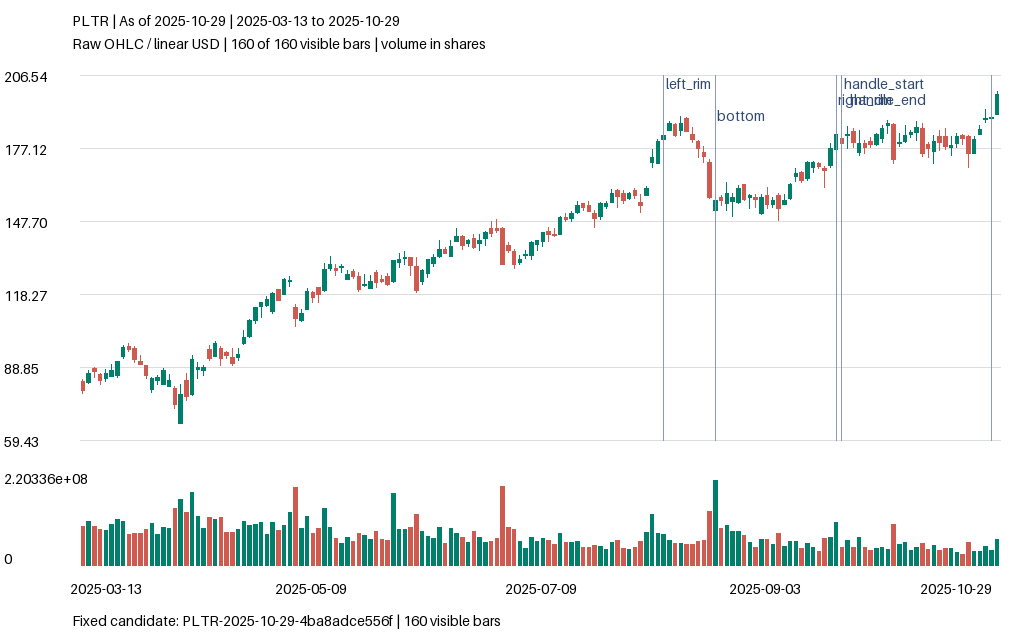 PLTR | As of 2025-10-29 | 2025-03-13 to 2025-10-29
Raw OHLC / linear USD | 160 of 160 visible bars | volume in shares
206.54
left_rim
handle_start
right_rim
handle_end
bottom
177.12
147.70
118.27
88.85
59.43
2.20336e+08
0
2025-03-13
2025-05-09
2025-07-09
2025-09-03
2025-10-29
Fixed candidate: PLTR-2025-10-29-4ba8adce556f | 160 visible bars